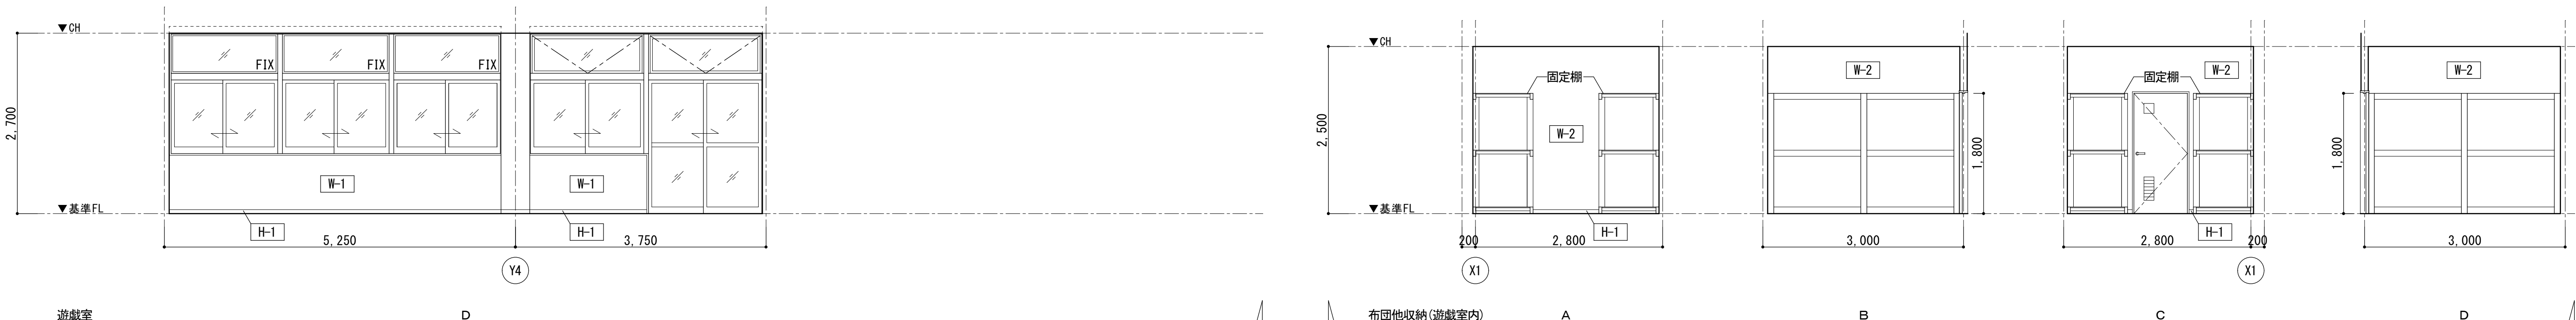 ▼CH
2,700
FIX
FIX
FIX
W-1
W-1
▼基準FL
H-1
H-1
5,250
3,750
Y4
遊戯室
D
▼CH
2,500
固定棚
W-2
▼基準FL
H-1
200
2,800
X1
布団他収納(遊戯室内)
A
W-2
1,800
3,000
B
固定棚
W-2
H-1
2,800
200
X1
C
W-2
1,800
3,000
D